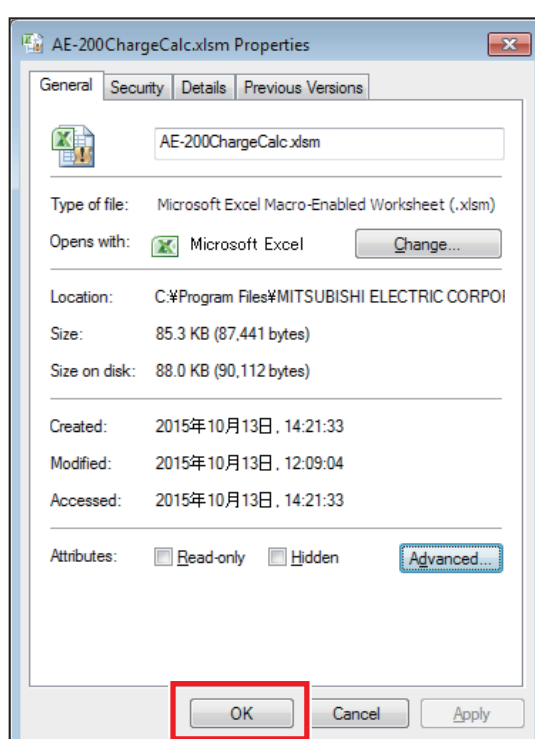 AE-200ChargeCalc.xlsm Properties
General Security Details Previous Versions
AE-200ChargeCalc.xlsm
Type of file: Microsoft Excel Macro-Enabled Worksheet (.xlsm)
Opens with: Microsoft Excel Change...
Location: C:¥Program Files¥MITSUBISHI ELECTRIC CORPOI
Size: 85.3 KB (87,441 bytes)
Size on disk: 88.0 KB (90,112 bytes)
Created: 2015年10月13日, 14:21:33
Modified: 2015年10月13日, 12:09:04
Accessed: 2015年10月13日, 14:21:33
Attributes: Read-only Hidden Advanced...
OK Cancel Apply